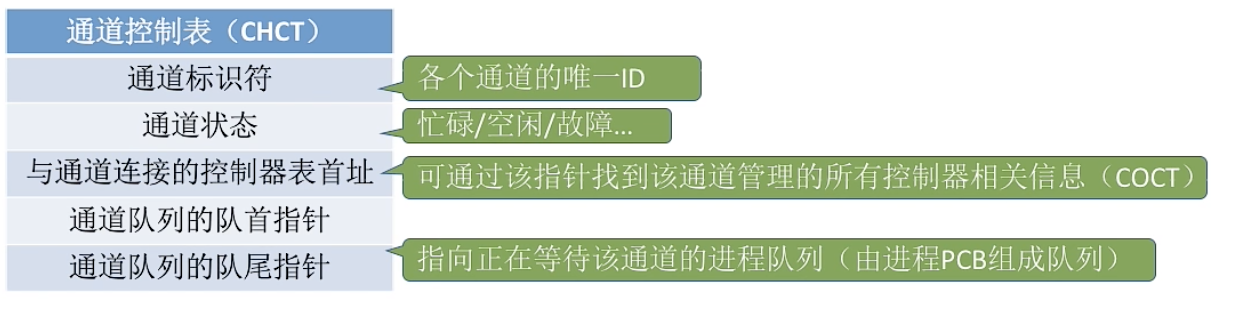 通道控制表（CHCT）
通道标识符
各个通道的唯一ID
通道状态
忙碌/空闲/故障...
与通道连接的控制器表首址
可通过该指针找到该通道管理的所有控制器相关信息（COCT）
通道队列的队首指针
通道队列的队尾指针
指向正在等待该通道的进程队列（由进程PCB组成队列）